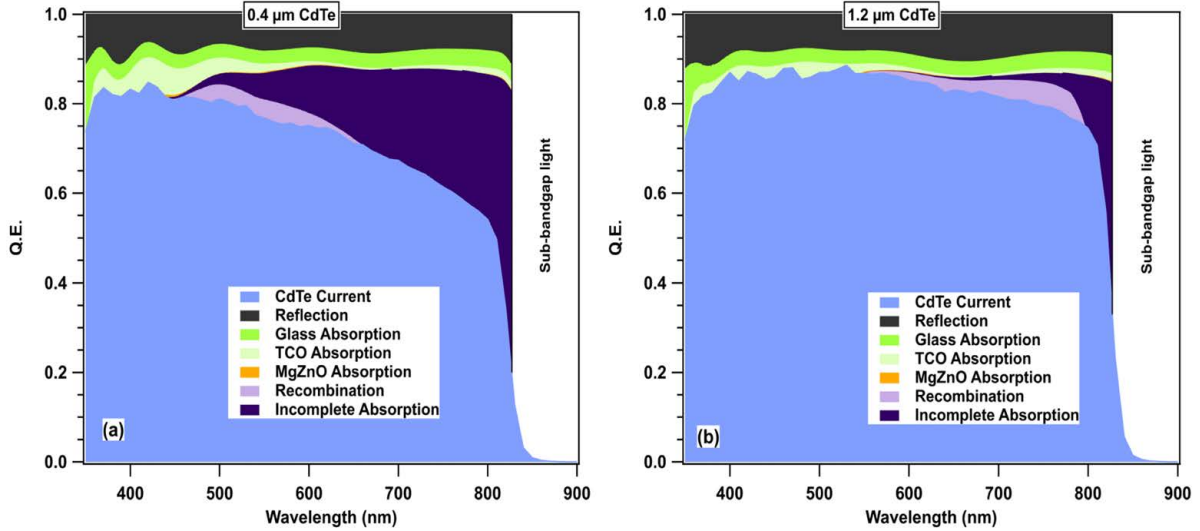 0.4 µm CdTe
1.0
0.8
0.6
0.4
0.2
0.0
Q.E.
CdTe Current
Reflection
Glass Absorption
TCO Absorption
MgZnO Absorption
Recombination
Incomplete Absorption
(a)
Sub-bandgap light
400 500 600 700 800 900
Wavelength (nm)
1.2 µm CdTe
1.0
0.8
0.6
0.4
0.2
0.0
Q.E.
CdTe Current
Reflection
Glass Absorption
TCO Absorption
MgZnO Absorption
Recombination
Incomplete Absorption
(b)
Sub-bandgap light
400 500 600 700 800 900
Wavelength (nm)